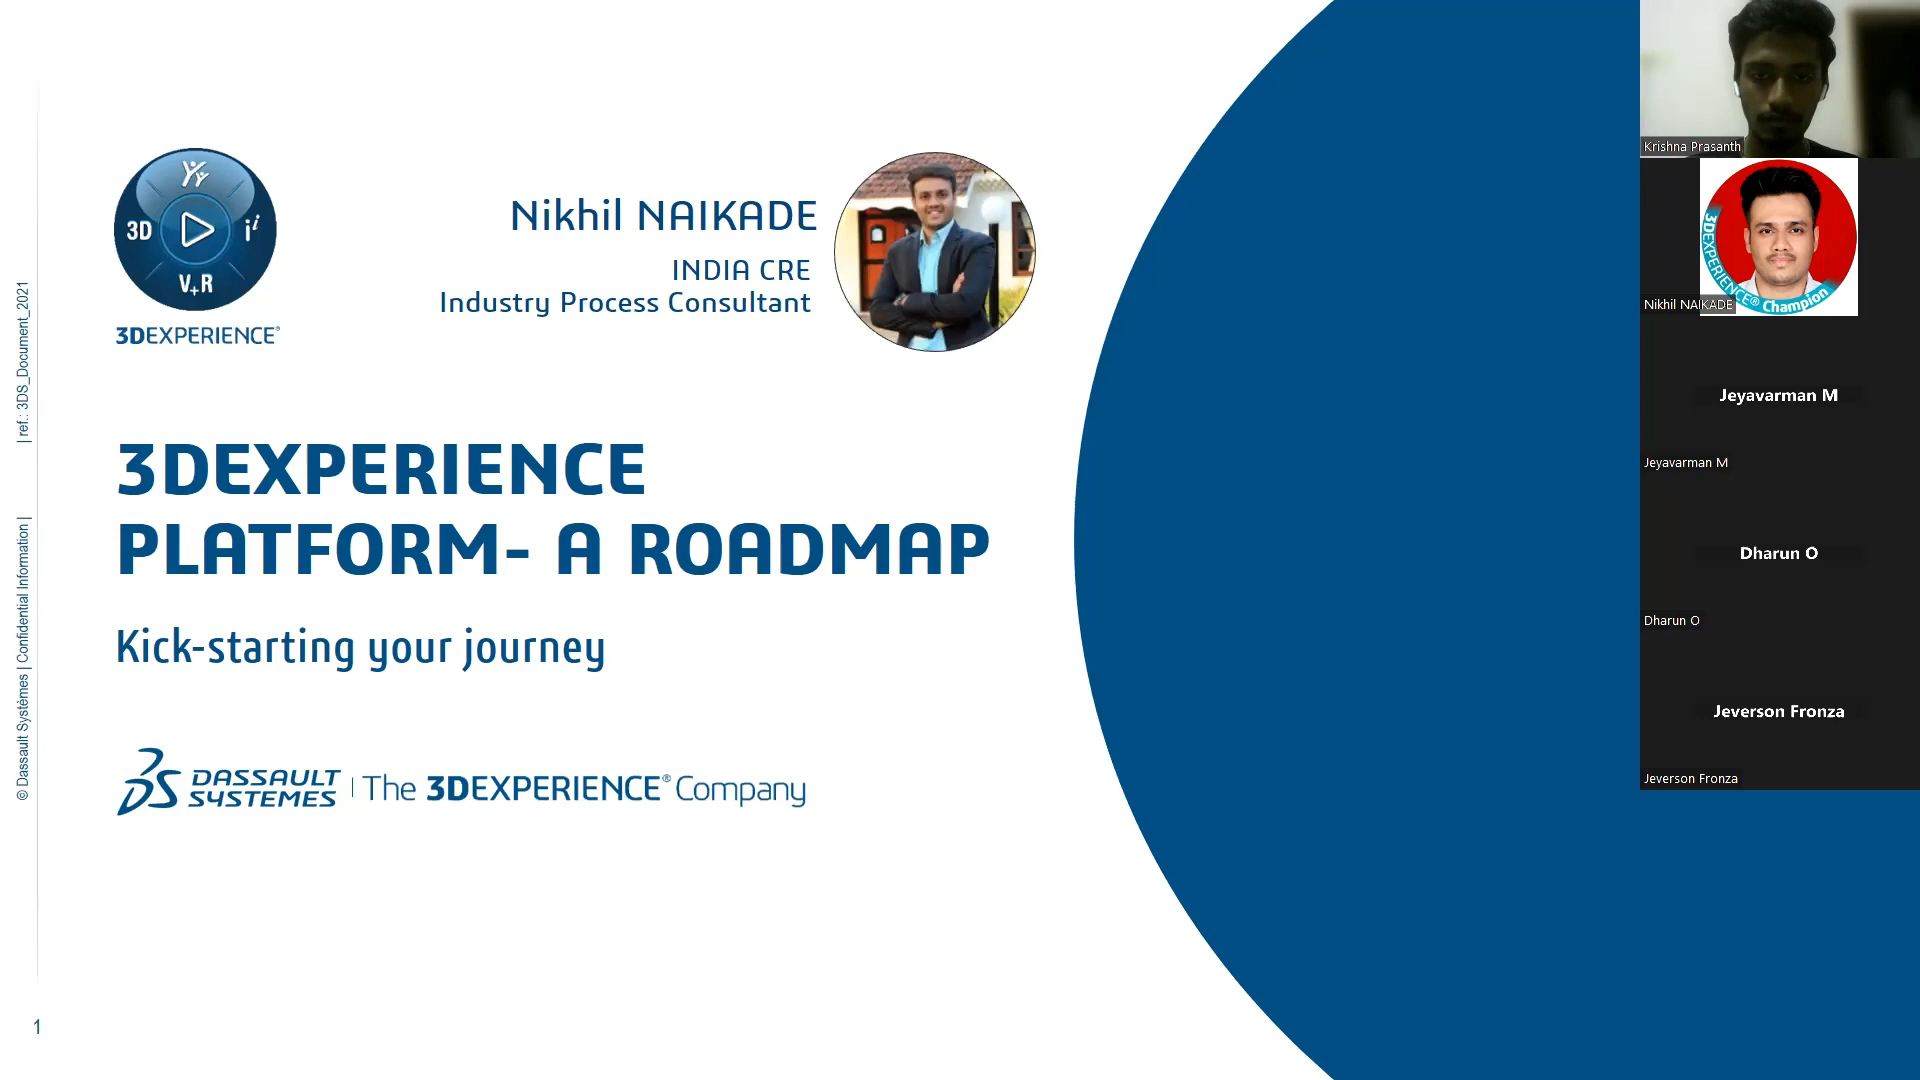 | ref.: 3DS_Document_2021
© Dassault Systèmes | Confidential Information |
3D
i
V+R
3DEXPERIENCE®
Nikhil NAIKADE
INDIA CRE
Industry Process Consultant
3DEXPERIENCE
PLATFORM- A ROADMAP
Kick-starting your journey
DASSAULT
SYSTEMES
| The 3DEXPERIENCE® Company
1
Krishna Prasanth
3DEXPERIENCE® Champion
Nikhil NAIKADE
Jeyavarman M
Jeyavarman M
Dharun O
Dharun O
Jeverson Fronza
Jeverson Fronza